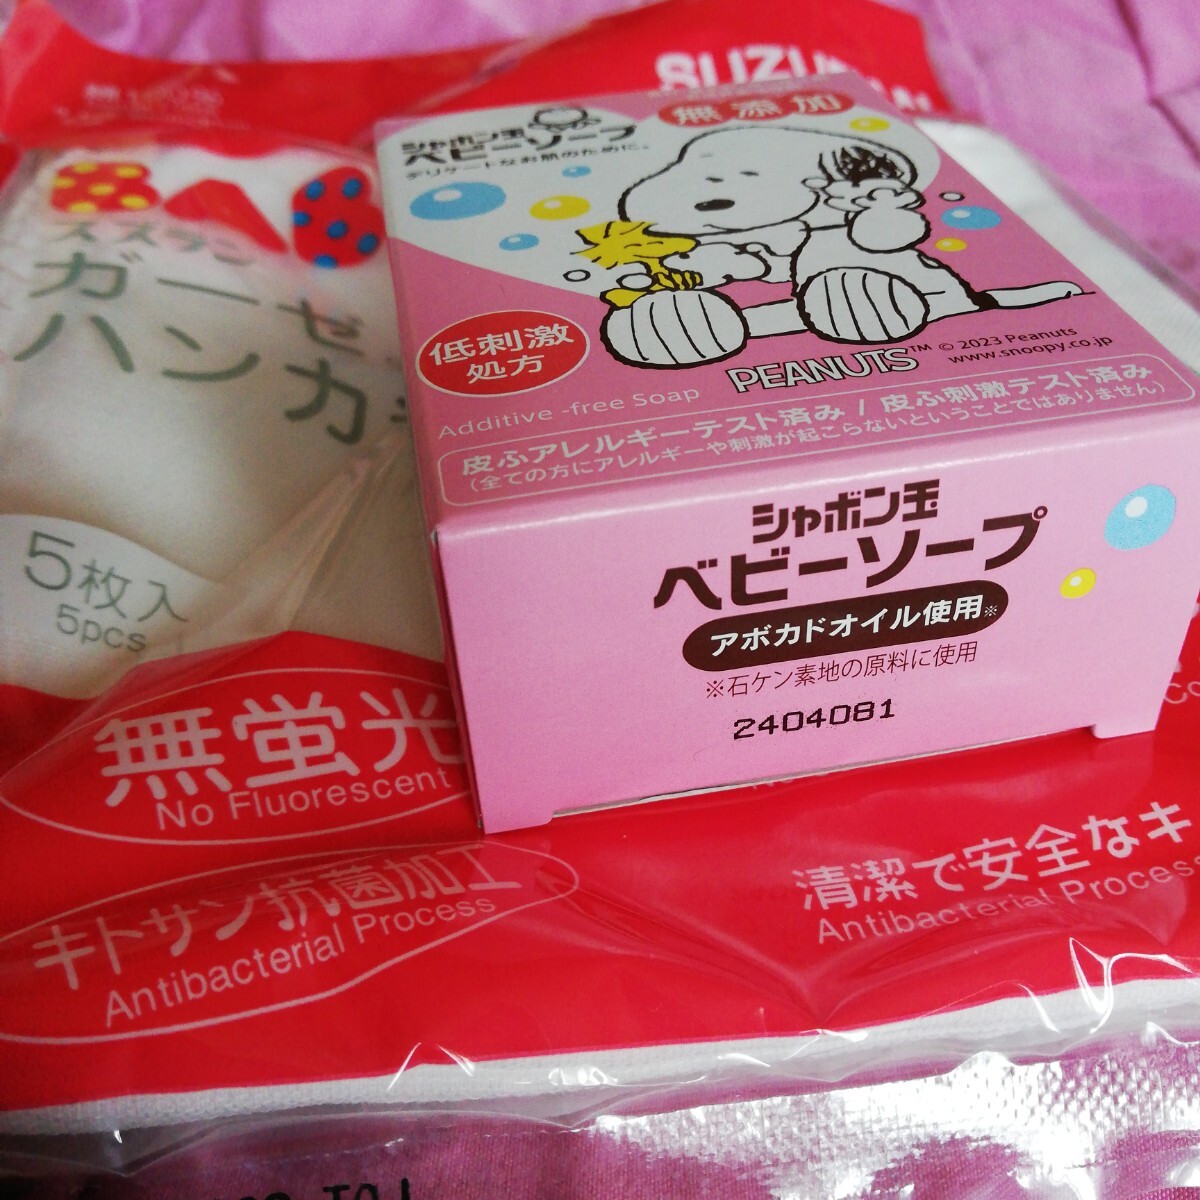 綿100%
スズラン
ガーゼ
ハンカチ
5枚入
5pcs
無蛍光
No Fluorescent
キトサン抗菌加工
Antibacterial Process
清潔で安全なキ
Antibacterial Process
シャボン玉
ベビーソープ
デリケートなお肌のために。
無添加
低刺激
処方
PEANUTS™
© 2023 Peanuts
www.snoopy.co.jp
Additive -free Soap
皮ふアレルギーテスト済み / 皮ふ刺激テスト済み
(全ての方にアレルギーや刺激が起こらないということではありません)
シャボン玉
ベビーソープ
アボカドオイル使用※
※石ケン素地の原料に使用
2404081